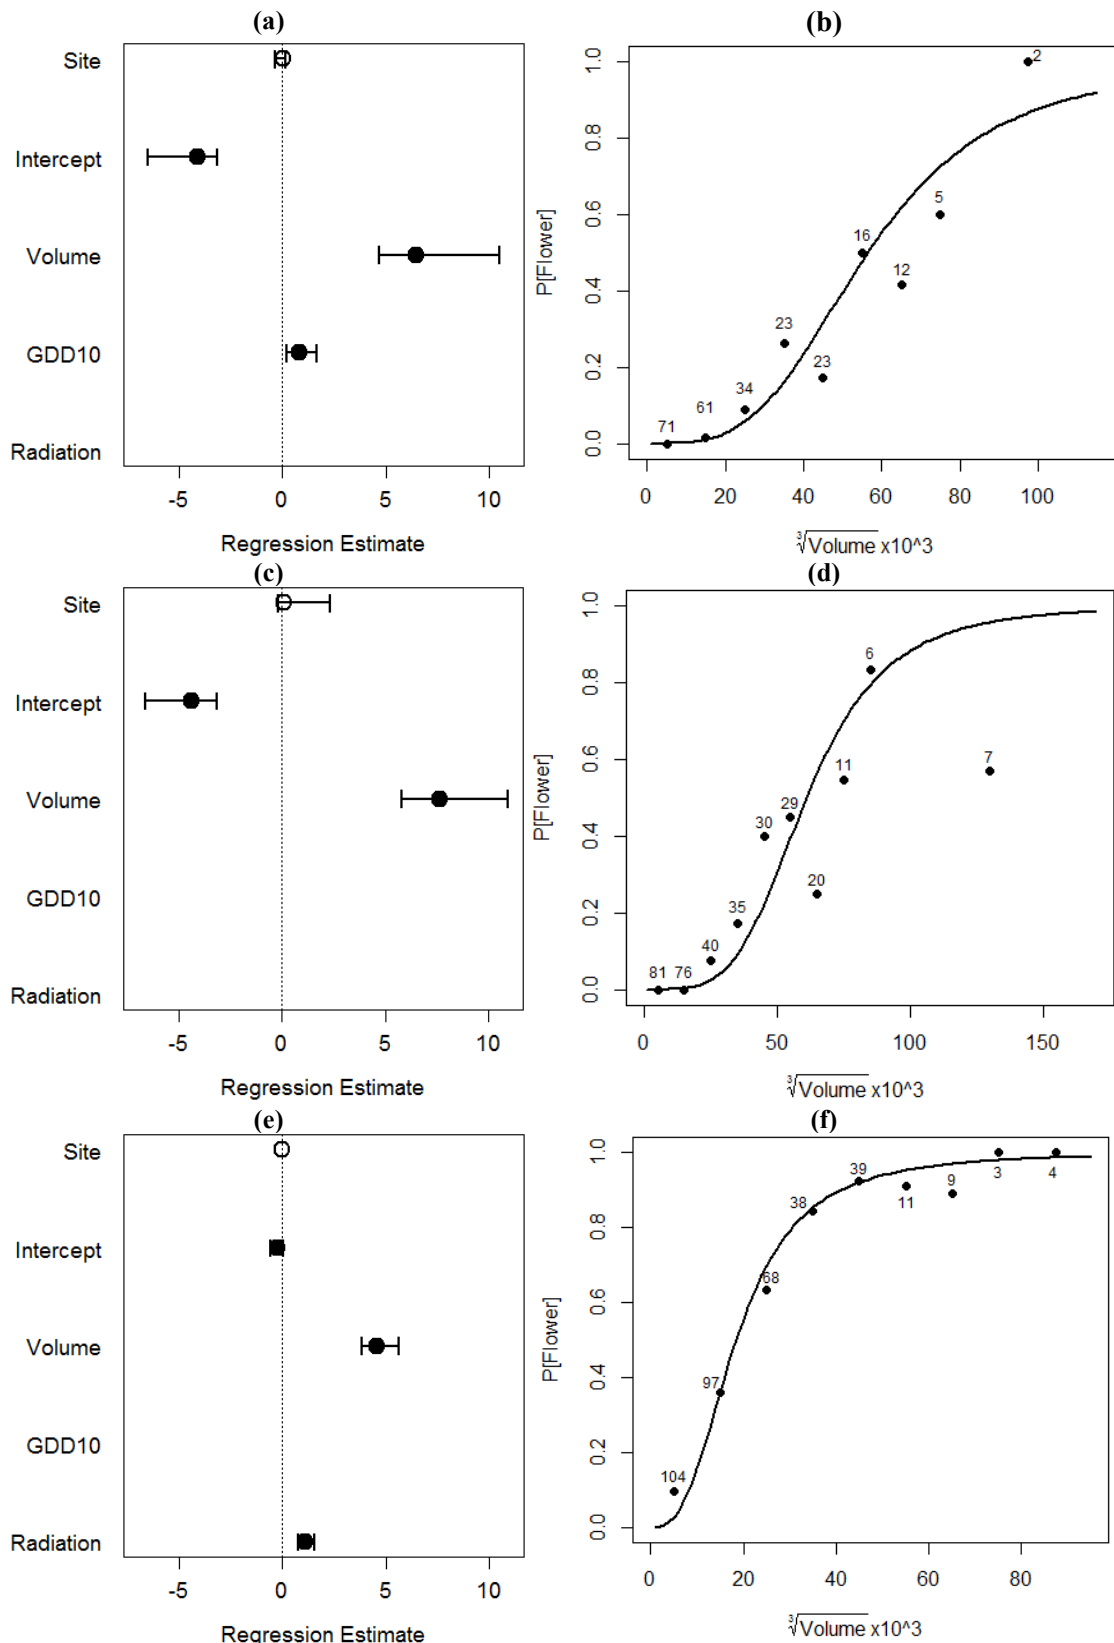 (a)
Site
Intercept
Volume
GDD10
Radiation
-5 0 5 10
Regression Estimate
(b)
P[Flower]
1.0
0.8
0.6
0.4
0.2
0.0
2
5
16
12
23
23
34
61
71
0 20 40 60 80 100
∛Volume x10^3
(c)
Site
Intercept
Volume
GDD10
Radiation
-5 0 5 10
Regression Estimate
(d)
P[Flower]
1.0
0.8
0.6
0.4
0.2
0.0
6
7
11
29
30
20
35
40
81 76
0 50 100 150
∛Volume x10^3
(e)
Site
Intercept
Volume
GDD10
Radiation
-5 0 5 10
Regression Estimate
(f)
P[Flower]
1.0
0.8
0.6
0.4
0.2
0.0
39
3 4
9
11
38
68
97
104
0 20 40 60 80
∛Volume x10^3